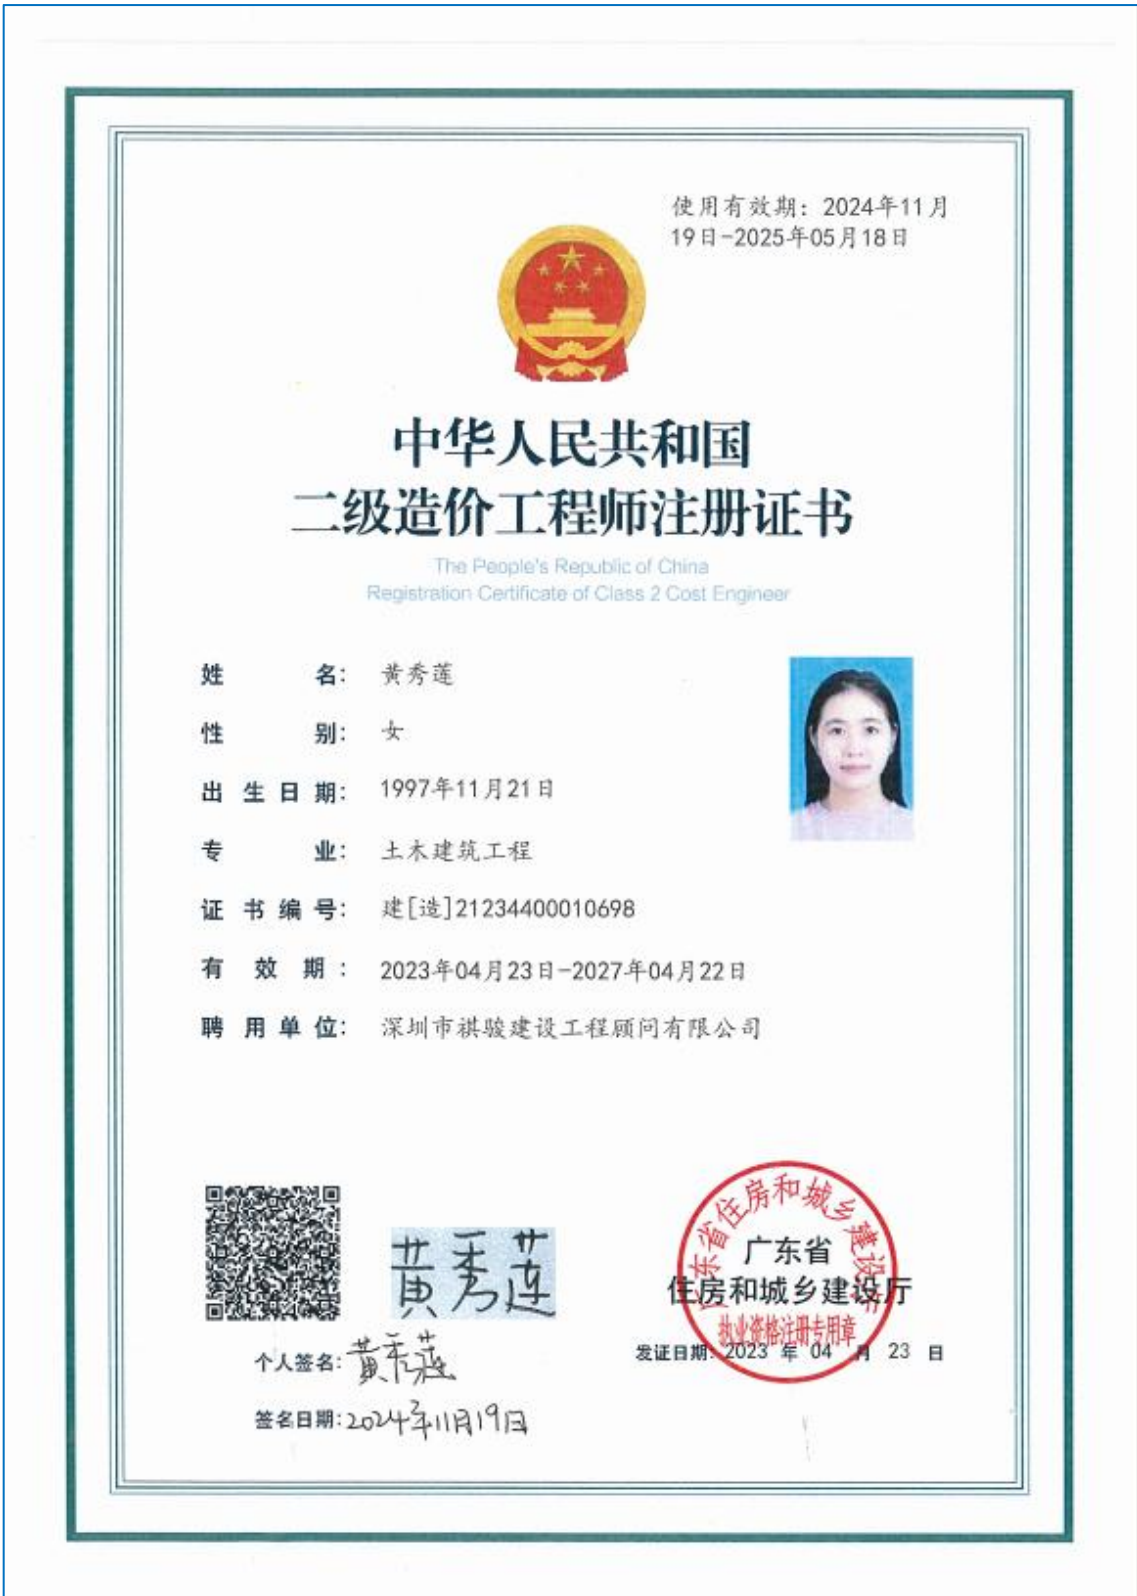 使用有效期：2024年11月
19日-2025年05月18日
中华人民共和国
二级造价工程师注册证书
The People's Republic of China
Registration Certificate of Class 2 Cost Engineer
姓名：黄秀莲
性别：女
出生日期：1997年11月21日
专业：土木建筑工程
证书编号：建[造]21234400010698
有效期：2023年04月23日-2027年04月22日
聘用单位：深圳市祺骏建设工程顾问有限公司
黄秀莲
广东省住房和城乡建设厅
广东省
住房和城乡建设厅
执业资格注册专用章
个人签名：黄秀莲
发证日期：2023年04月23日
签名日期：2024年11月19日